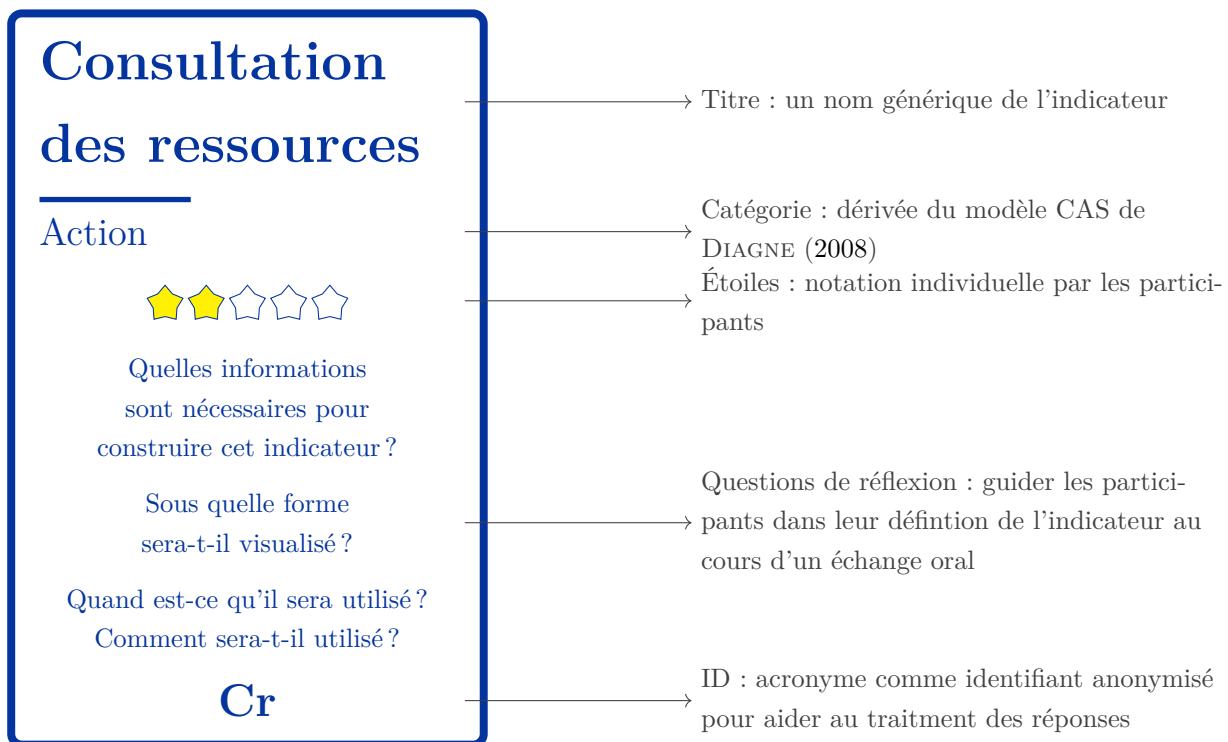 Consultation
des ressources
Action
Quelles informations
sont nécessaires pour
construire cet indicateur ?
Sous quelle forme
sera-t-il visualisé ?
Quand est-ce qu'il sera utilisé ?
Comment sera-t-il utilisé ?
Cr
Titre : un nom générique de l'indicateur
Catégorie : dérivée du modèle CAS de
DIAGNE (2008)
Étoiles : notation individuelle par les partici-
pants
Questions de réflexion : guider les partici-
pants dans leur défintion de l'indicateur au
cours d'un échange oral
ID : acronyme comme identifiant anonymisé
pour aider au traitment des réponses